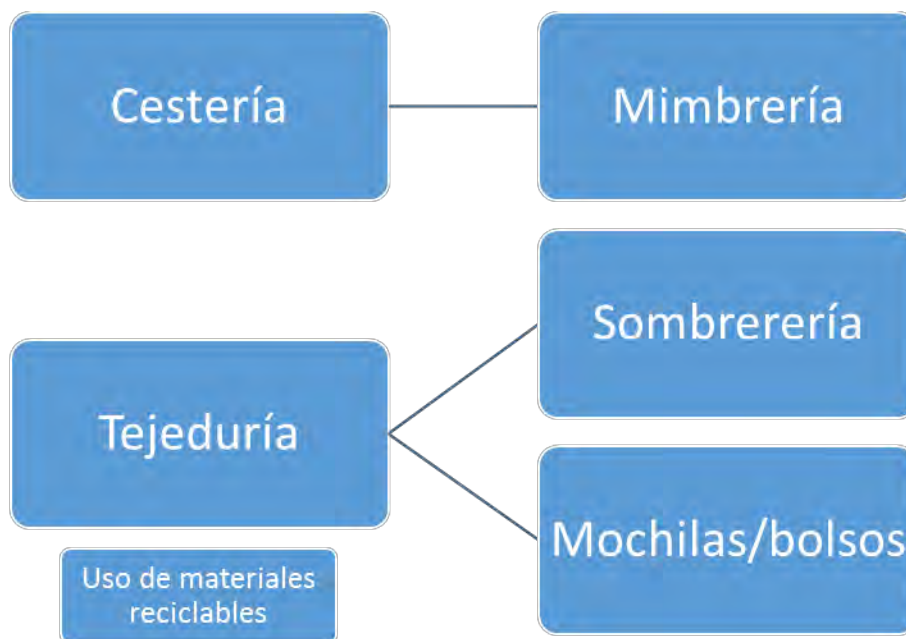 Cestería
Mimbrería
Sombrerería
Tejeduría
Mochilas/bolsos
Uso de materiales
reciclables